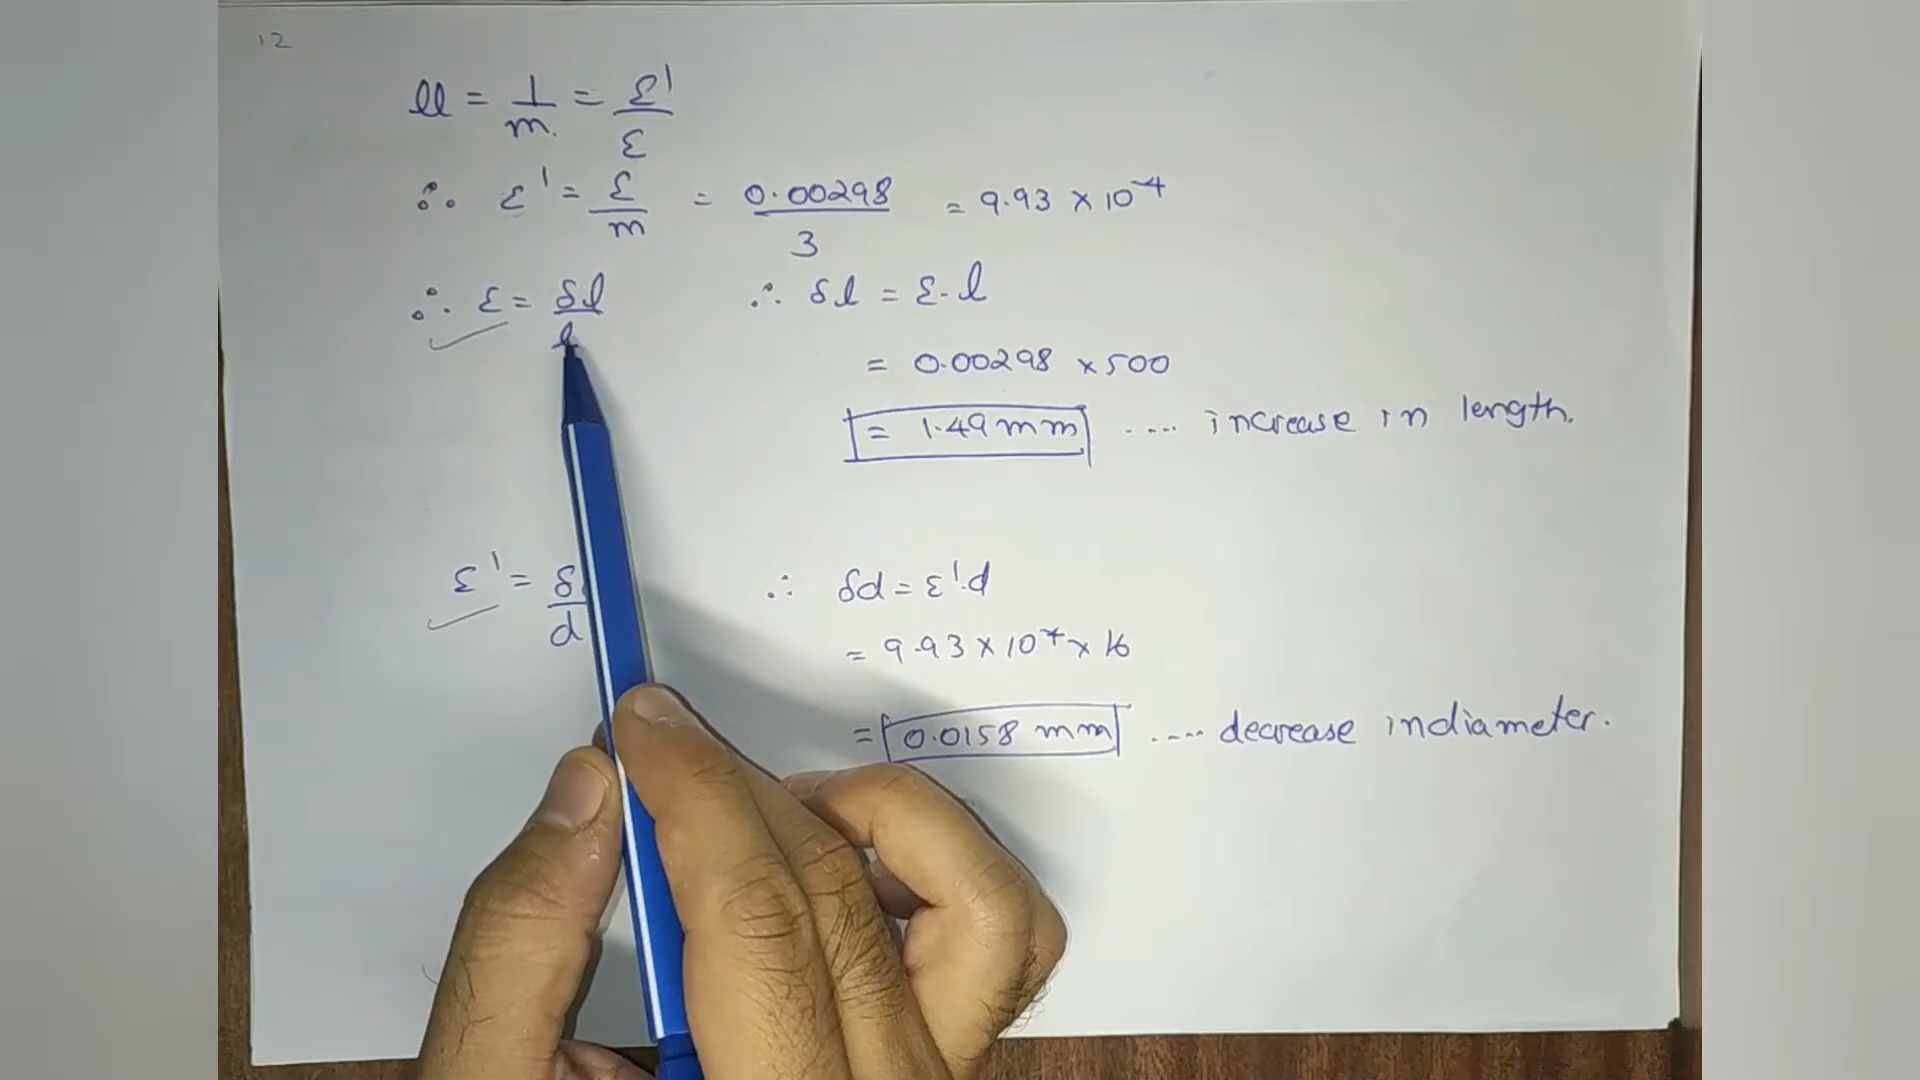 12
μ = 1/m. = ε'/ε
∴ ε' = ε/m = 0.00298/3 = 9.93 × 10⁻⁴
∴ ε = δl/l ∴ δl = ε. l
= 0.00298 × 500
= 1.49 mm .... increase in length.
ε' = δ/d ∴ δd = ε'.d
= 9.93 × 10⁻⁴ × 16
= 0.0158 mm .... decrease in diameter.